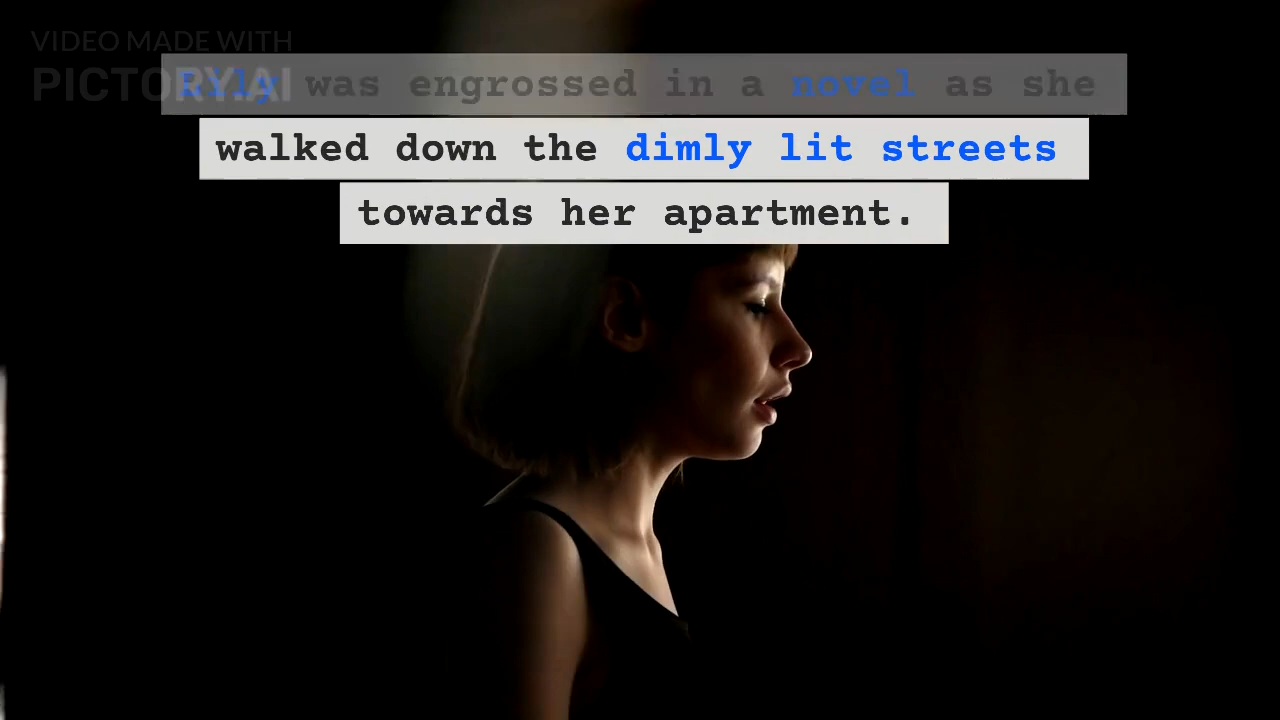 VIDEO MADE WITH
PICTORY.AI
Lily was engrossed in a novel as she
walked down the dimly lit streets
towards her apartment.